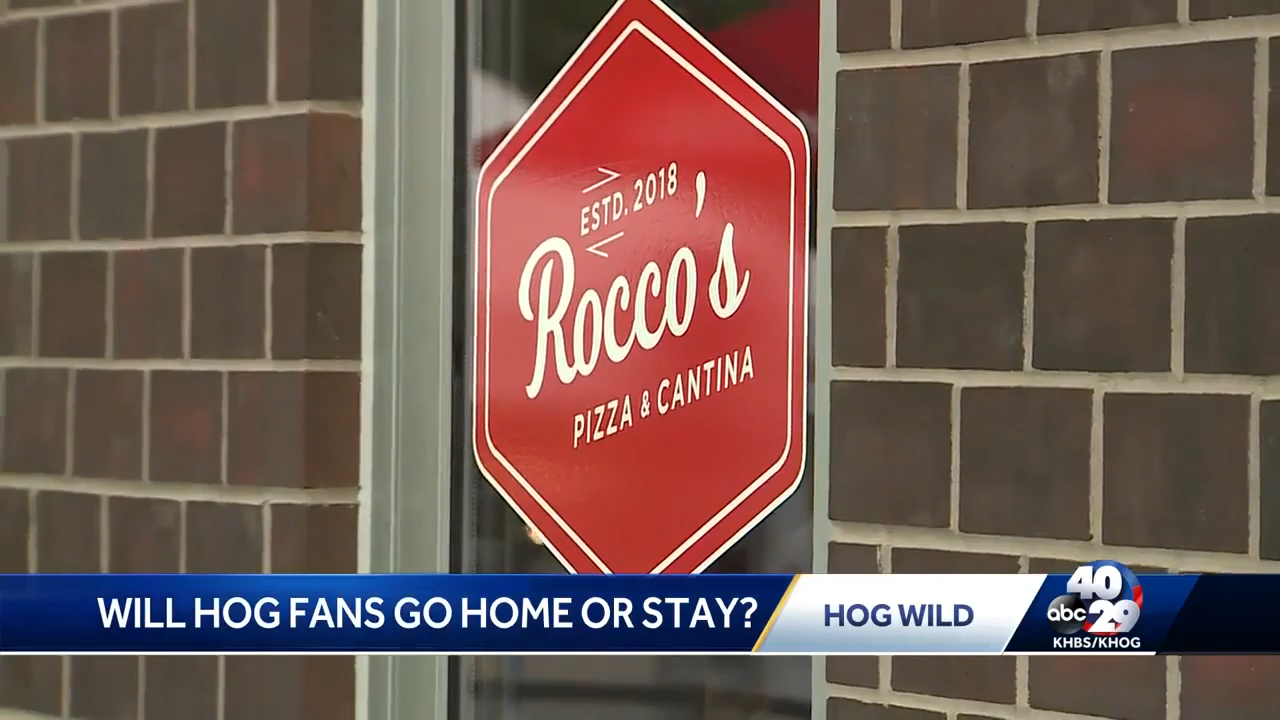 ESTD. 2018
Rocco's
PIZZA & CANTINA
WILL HOG FANS GO HOME OR STAY?
HOG WILD
40
abc 29
KHBS/KHOG